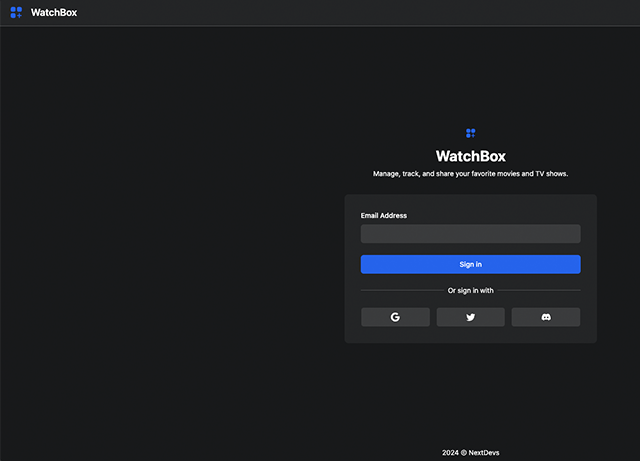 WatchBox
WatchBox
Manage, track, and share your favorite movies and TV shows.
Email Address
Sign in
Or sign in with
2024 © NextDevs